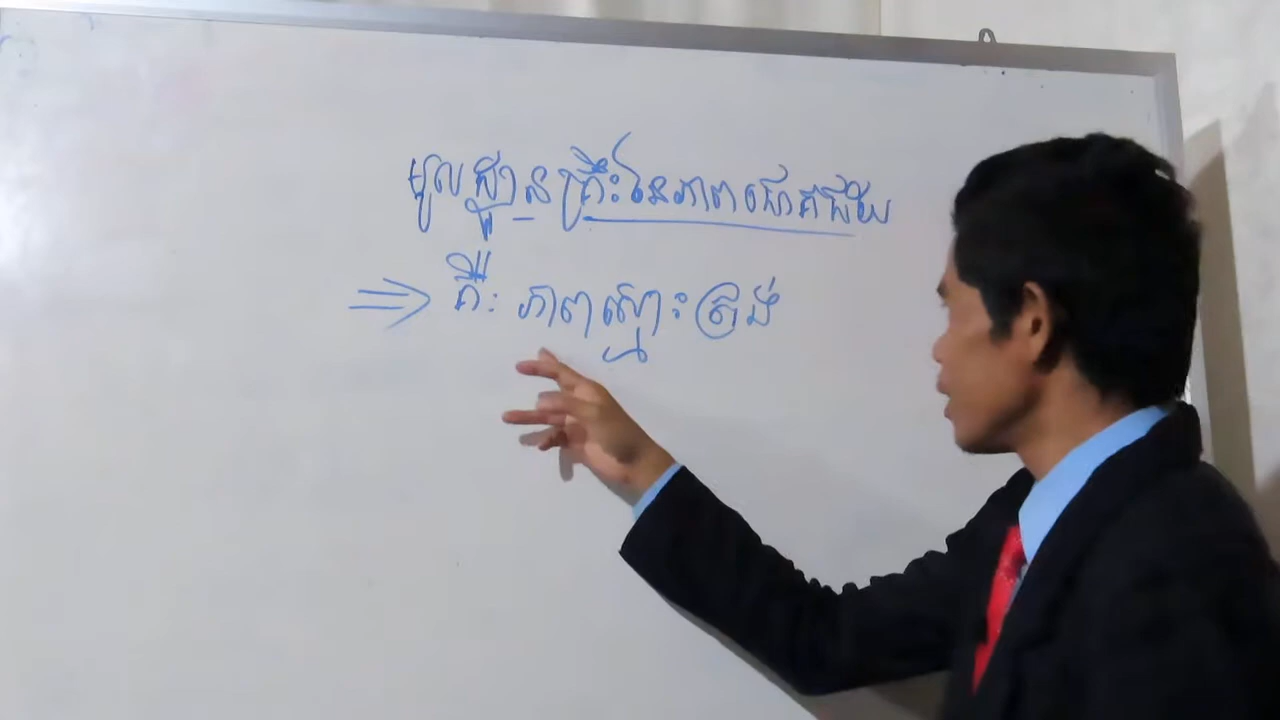 មូលដ្ឋានគ្រឹះនៃភាពជោគជ័យ
⇒ គឺ: ភាពស្មោះត្រង់